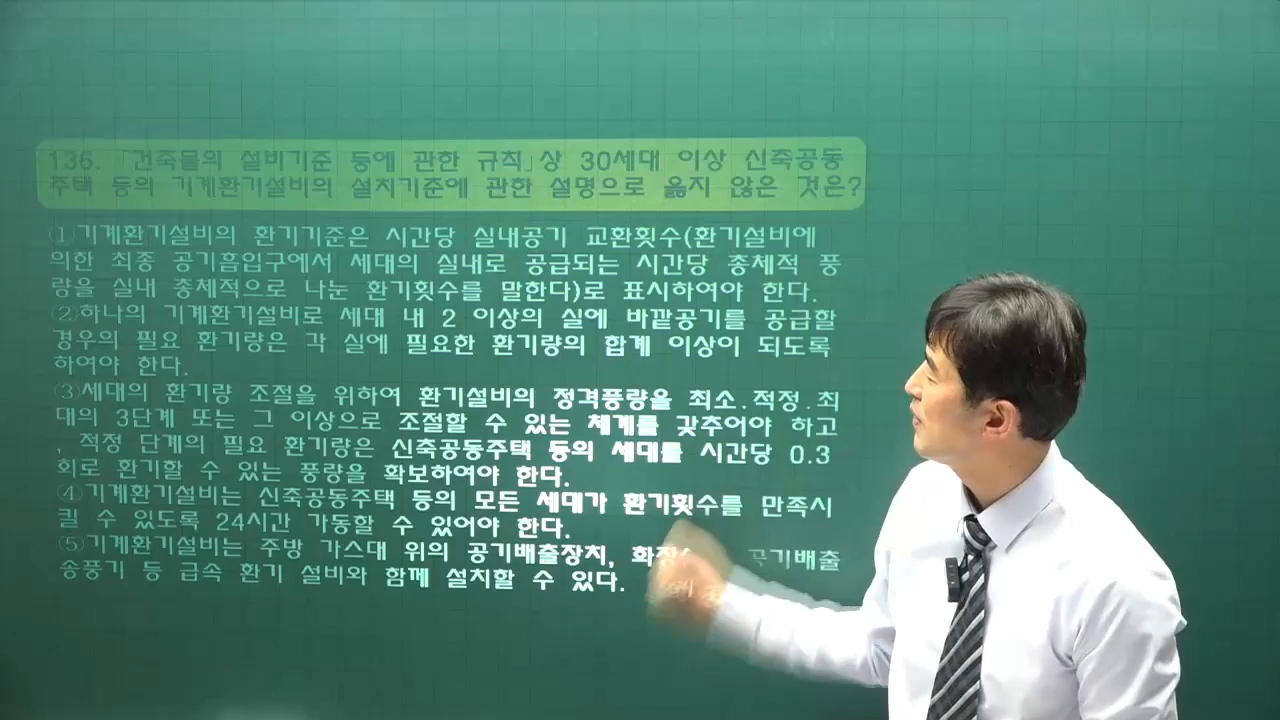 136. 「건축물의 설비기준 등에 관한 규칙」상 30세대 이상 신축공동
주택 등의 기계환기설비의 설치기준에 관한 설명으로 옳지 않은 것은?
①기계환기설비의 환기기준은 시간당 실내공기 교환횟수(환기설비에
의한 최종 공기흡입구에서 세대의 실내로 공급되는 시간당 총체적 풍
량을 실내 총체적으로 나눈 환기횟수를 말한다)로 표시하여야 한다.
②하나의 기계환기설비로 세대 내 2 이상의 실에 바깥공기를 공급할
경우의 필요 환기량은 각 실에 필요한 환기량의 합계 이상이 되도록
하여야 한다.
③세대의 환기량 조절을 위하여 환기설비의 정격풍량을 최소.적정.최
대의 3단계 또는 그 이상으로 조절할 수 있는 체계를 갖추어야 하고
, 적정 단계의 필요 환기량은 신축공동주택 등의 세대를 시간당 0.3
회로 환기할 수 있는 풍량을 확보하여야 한다.
④기계환기설비는 신축공동주택 등의 모든 세대가 환기횟수를 만족시
킬 수 있도록 24시간 가동할 수 있어야 한다.
⑤기계환기설비는 주방 가스대 위의 공기배출장치, 공기배출
송풍기 등 급속 환기 설비와 함께 설치할 수 있다.